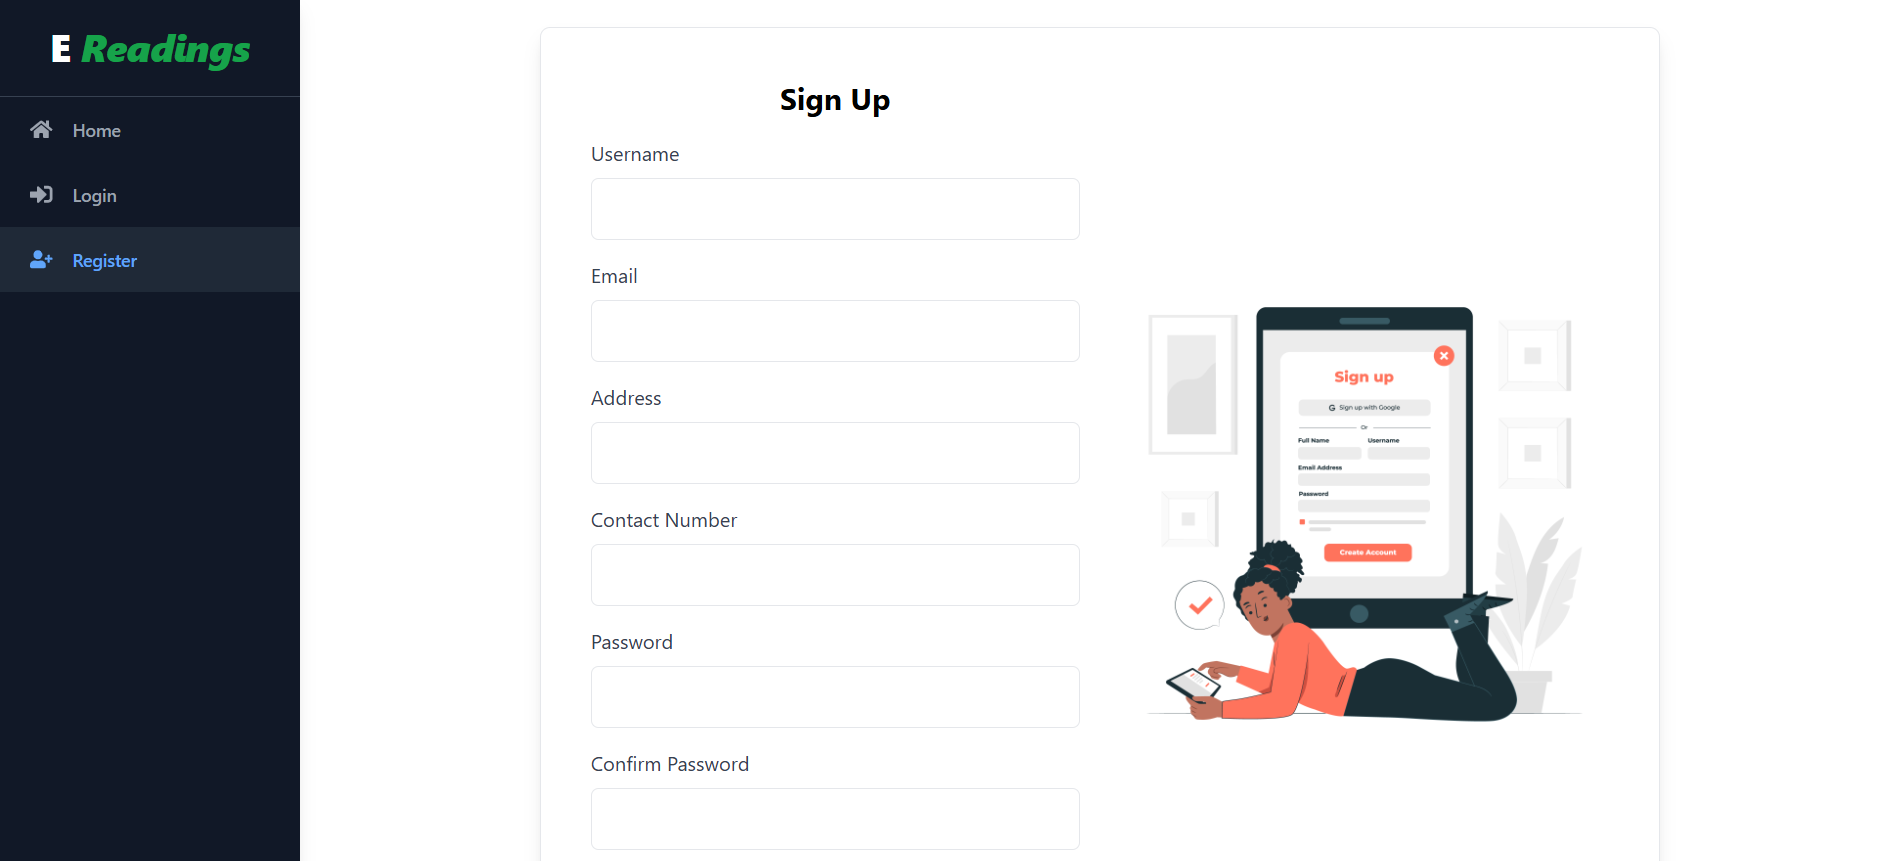 E Readings
Home
Login
Register
Sign Up
Username
Email
Address
Contact Number
Password
Confirm Password
Sign up
G Sign up with Google
Or
Full Name Username
Email Address
Password
Create Account